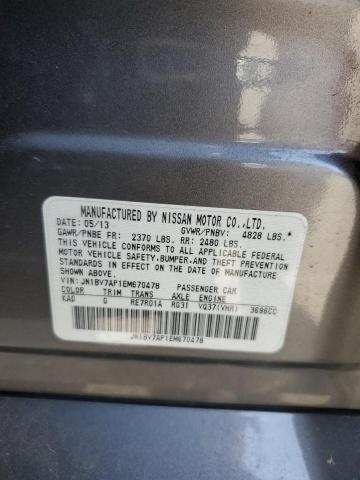 MANUFACTURED BY NISSAN MOTOR CO.,LTD.
DATE: 05/13 GVWR/PNBV: 4828 LBS.*
GAWR/PNBE FR: 2370 LBS. RR: 2480 LBS.
THIS VEHICLE CONFORMS TO ALL APPLICABLE FEDERAL
MOTOR VEHICLE SAFETY,BUMPER,AND THEFT PREVENTION
STANDARDS IN EFFECT ON THE DATE OF MANUFACTURE
SHOWN ABOVE.
VIN: JN1BV7AP1EM670478 PASSENGER CAR
COLOR TRIM TRANS AXLE ENGINE
KAD G RE7R01A RG31 VQ37(VHR) 3696CC
JN1BV7AP1EM670478